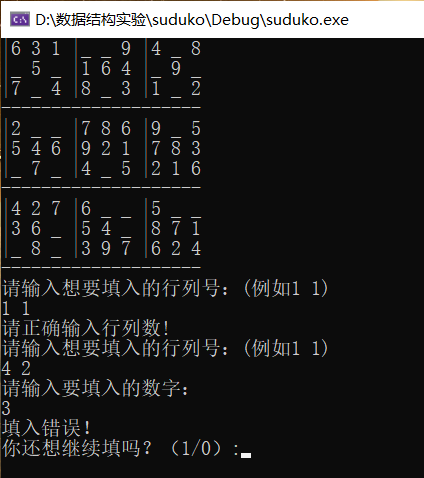 D:\数据结构实验\suduko\Debug\suduko.exe
|6 3 1 |_ _ 9 |4 _ 8
|_ 5 _ |1 6 4 |_ 9 _
|7 _ 4 |8 _ 3 |1 _ 2
--------------------
|2 _ _ |7 8 6 |9 _ 5
|5 4 6 |9 2 1 |7 8 3
|_ 7 _ |4 _ 5 |2 1 6
--------------------
|4 2 7 |6 _ _ |5 _ _
|3 6 _ |5 4 _ |8 7 1
|_ 8 _ |3 9 7 |6 2 4
--------------------
请输入想要填入的行列号：(例如1 1)
1 1
请正确输入行列数!
请输入想要填入的行列号：(例如1 1)
4 2
请输入要填入的数字：
3
填入错误!
你还想继续填吗？（1/0）: